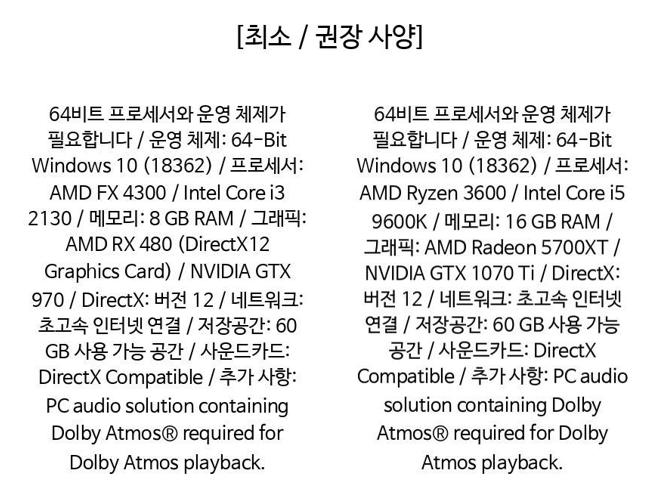 [최소 / 권장 사양]
64비트 프로세서와 운영 체제가
필요합니다 / 운영 체제: 64-Bit
Windows 10 (18362) / 프로세서:
AMD FX 4300 / Intel Core i3
2130 / 메모리: 8 GB RAM / 그래픽:
AMD RX 480 (DirectX12
Graphics Card) / NVIDIA GTX
970 / DirectX: 버전 12 / 네트워크:
초고속 인터넷 연결 / 저장공간: 60
GB 사용 가능 공간 / 사운드카드:
DirectX Compatible / 추가 사항:
PC audio solution containing
Dolby Atmos® required for
Dolby Atmos playback.
64비트 프로세서와 운영 체제가
필요합니다 / 운영 체제: 64-Bit
Windows 10 (18362) / 프로세서:
AMD Ryzen 3600 / Intel Core i5
9600K / 메모리: 16 GB RAM /
그래픽: AMD Radeon 5700XT /
NVIDIA GTX 1070 Ti / DirectX:
버전 12 / 네트워크: 초고속 인터넷
연결 / 저장공간: 60 GB 사용 가능
공간 / 사운드카드: DirectX
Compatible / 추가 사항: PC audio
solution containing Dolby
Atmos® required for Dolby
Atmos playback.